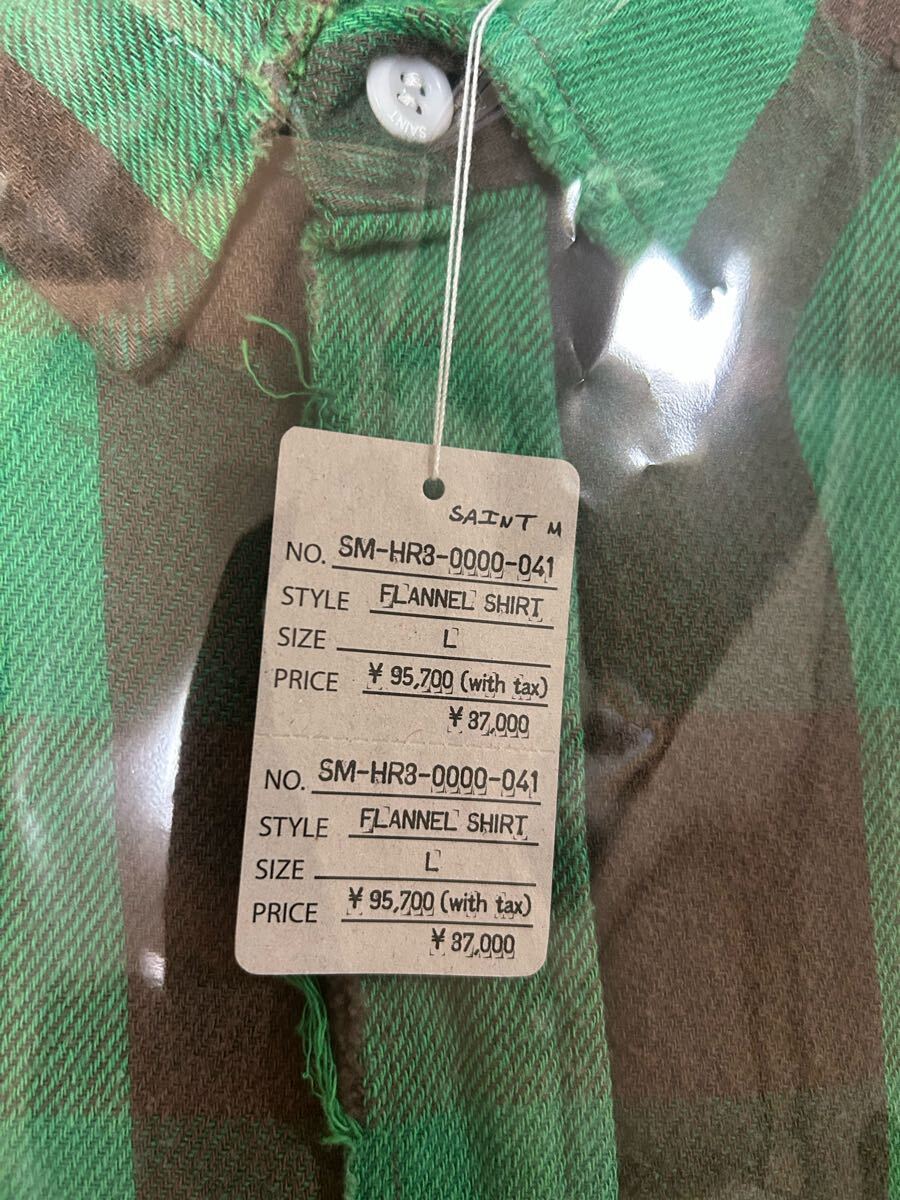 SAINT
SAINT M
NO. SM-HR3-0000-041
STYLE FLANNEL SHIRT
SIZE L
PRICE ¥ 95,700 (with tax)
¥ 87,000
NO. SM-HR3-0000-041
STYLE FLANNEL SHIRT
SIZE L
PRICE ¥ 95,700 (with tax)
¥ 87,000